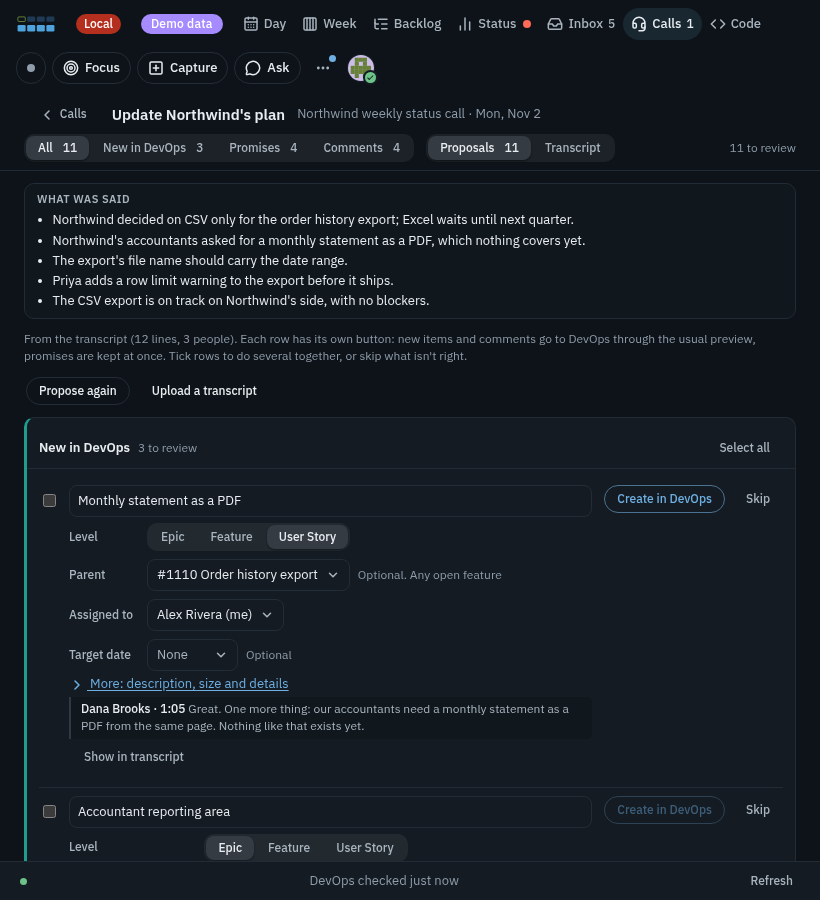 Local
Demo data
Day
Week
Backlog
Status
Inbox 5
Calls 1
Code
Focus
Capture
Ask
Calls
Update Northwind's plan
Northwind weekly status call · Mon, Nov 2
All 11
New in DevOps 3
Promises 4
Comments 4
Proposals 11
Transcript
11 to review
WHAT WAS SAID
• Northwind decided on CSV only for the order history export; Excel waits until next quarter.
• Northwind's accountants asked for a monthly statement as a PDF, which nothing covers yet.
• The export's file name should carry the date range.
• Priya adds a row limit warning to the export before it ships.
• The CSV export is on track on Northwind's side, with no blockers.
From the transcript (12 lines, 3 people). Each row has its own button: new items and comments go to DevOps through the usual preview,
promises are kept at once. Tick rows to do several together, or skip what isn't right.
Propose again
Upload a transcript
New in DevOps 3 to review
Select all
Monthly statement as a PDF
Create in DevOps
Skip
Level
Epic
Feature
User Story
Parent
#1110 Order history export
Optional. Any open feature
Assigned to
Alex Rivera (me)
Target date
None
Optional
More: description, size and details
Dana Brooks · 1:05 Great. One more thing: our accountants need a monthly statement as a
PDF from the same page. Nothing like that exists yet.
Show in transcript
Accountant reporting area
Create in DevOps
Skip
Level
Epic
Feature
User Story
DevOps checked just now
Refresh